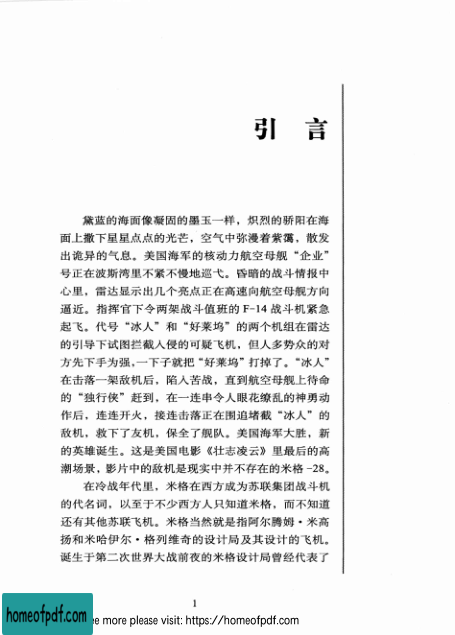 引 言
黛蓝的海面像凝固的墨玉一样，炽烈的骄阳在海
面上撒下星星点点的光芒，空气中弥漫着紫霭，散发
出诡异的气息。美国海军的核动力航空母舰“企业”
号正在波斯湾里不紧不慢地巡弋。昏暗的战斗情报中
心里，雷达显示出几个亮点正在高速向航空母舰方向
逼近。指挥官下令两架战斗值班的 F-14 战斗机紧急
起飞。代号“冰人”和“好莱坞”的两个机组在雷达
的引导下试图拦截入侵的可疑飞机，但人多势众的对
方先下手为强，一下子就把“好莱坞”打掉了。“冰人”
在击落一架敌机后，陷入苦战，直到航空母舰上待命
的“独行侠”赶到，在一连串令人眼花缭乱的神勇动
作后，连连开火，接连击落正在围追堵截“冰人”的
敌机，救下了友机，保全了舰队。美国海军大胜，新
的英雄诞生。这是美国电影《壮志凌云》里最后的高
潮场景，影片中的敌机是现实中并不存在的米格 -28。
在冷战年代里，米格在西方成为苏联集团战斗机
的代名词，以至于不少西方人只知道米格，而不知道
还有其他苏联飞机。米格当然就是指阿尔腾姆·米高
扬和米哈伊尔·格列维奇的设计局及其设计的飞机。
诞生于第二次世界大战前夜的米格设计局曾经代表了
1
homeofpdf.com
ee more please visit: https://homeofpdf.com